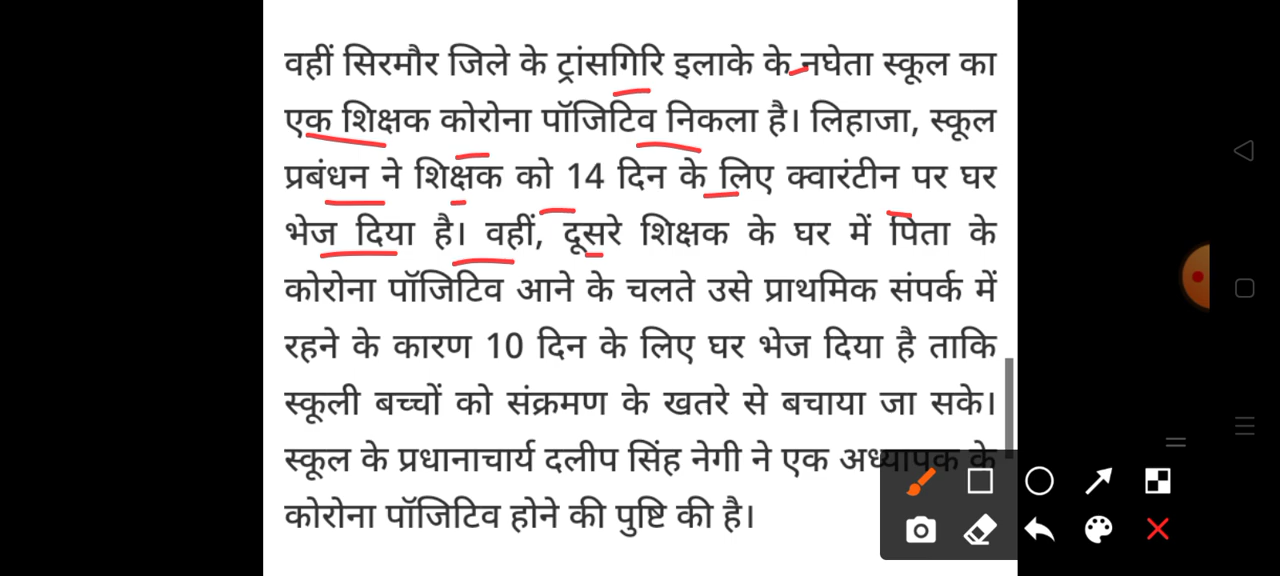 वहीं सिरमौर जिले के ट्रांसगिरि इलाके के नघेता स्कूल का
एक शिक्षक कोरोना पॉजिटिव निकला है। लिहाजा, स्कूल
प्रबंधन ने शिक्षक को 14 दिन के लिए क्वारंटीन पर घर
भेज दिया है। वहीं, दूसरे शिक्षक के घर में पिता के
कोरोना पॉजिटिव आने के चलते उसे प्राथमिक संपर्क में
रहने के कारण 10 दिन के लिए घर भेज दिया है ताकि
स्कूली बच्चों को संक्रमण के खतरे से बचाया जा सके।
स्कूल के प्रधानाचार्य दलीप सिंह नेगी ने एक अध्यापक के
कोरोना पॉजिटिव होने की पुष्टि की है।